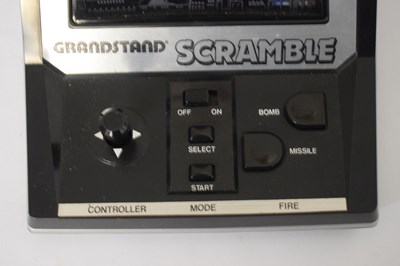 GRANDSTAND® SCRAMBLE
OFF ON
BOMB
SELECT
MISSILE
START
CONTROLLER MODE FIRE